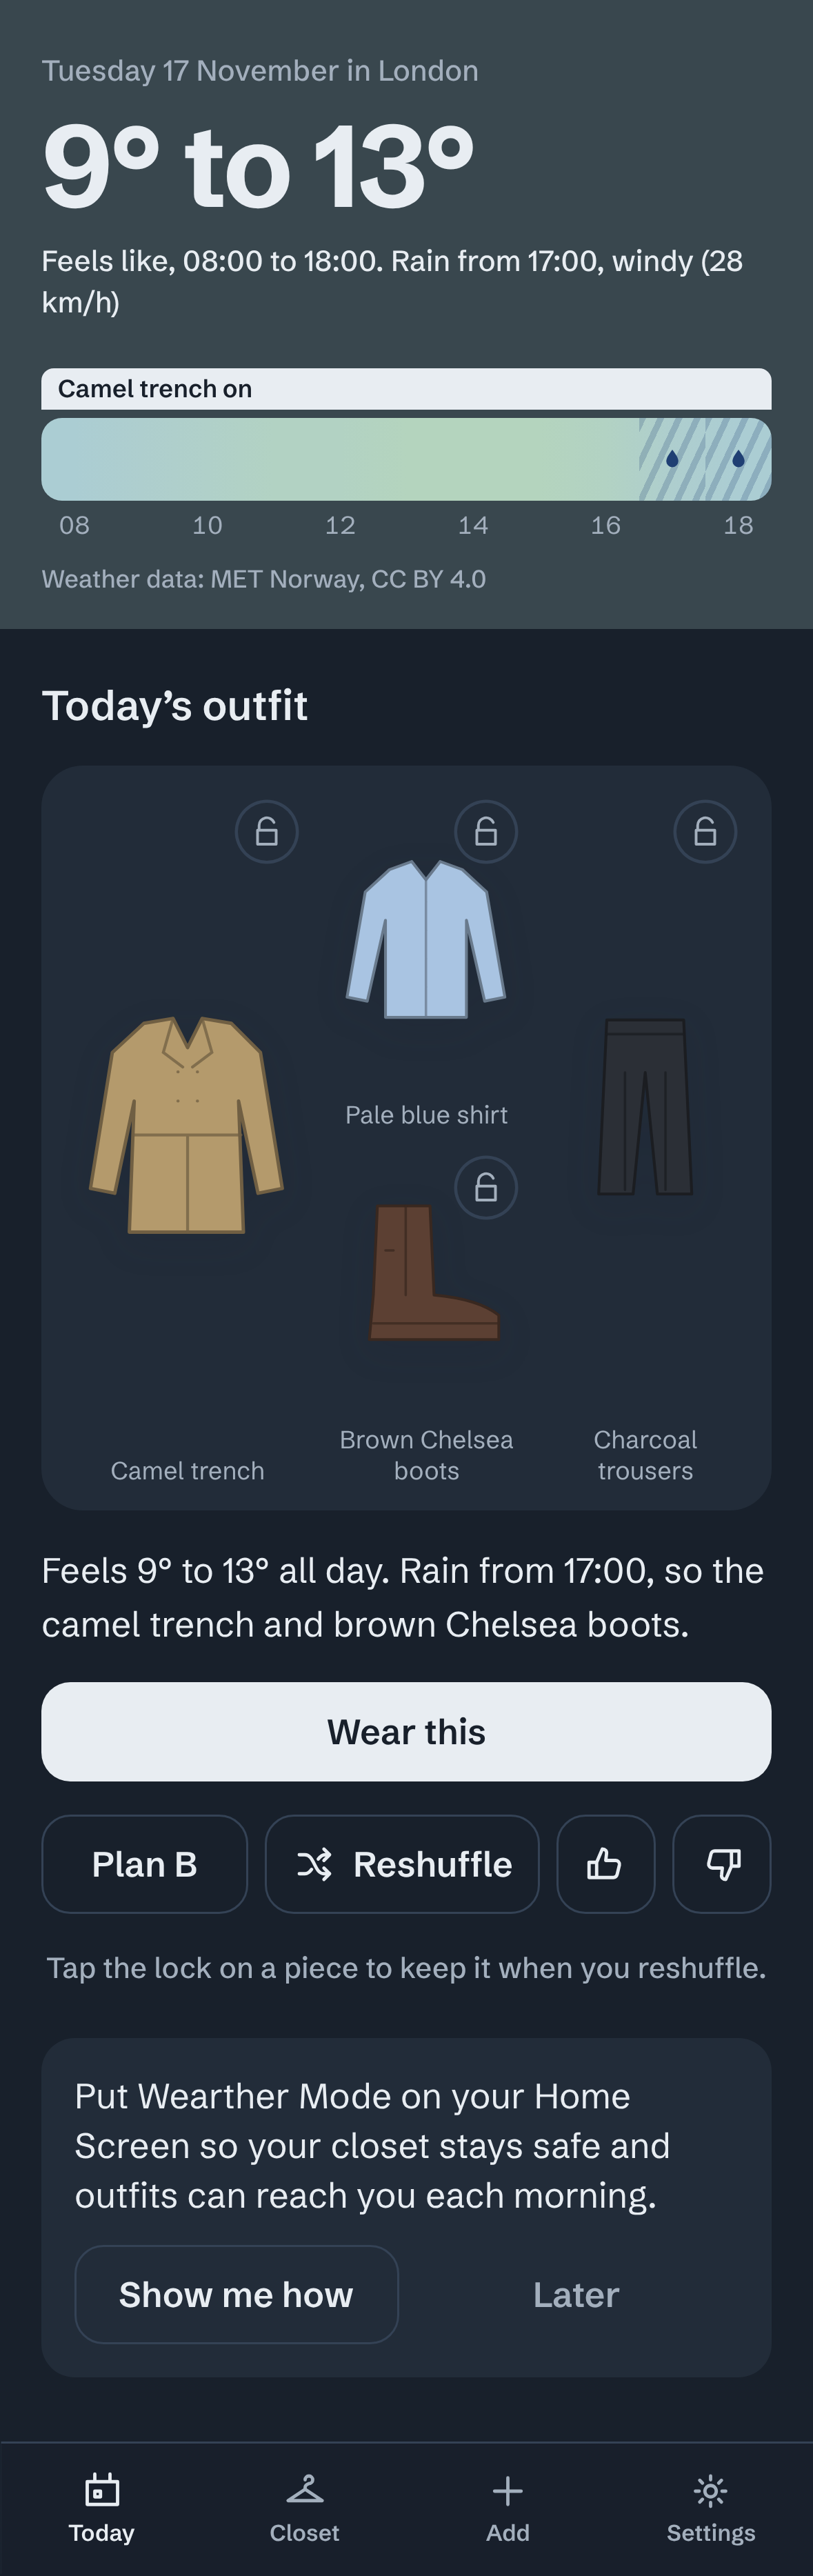 Tuesday 17 November in London
9° to 13°
Feels like, 08:00 to 18:00. Rain from 17:00, windy (28
km/h)
Camel trench on
08 10 12 14 16 18
Weather data: MET Norway, CC BY 4.0
Today’s outfit
Pale blue shirt
Camel trench
Brown Chelsea
boots
Charcoal
trousers
Feels 9° to 13° all day. Rain from 17:00, so the
camel trench and brown Chelsea boots.
Wear this
Plan B
Reshuffle
Tap the lock on a piece to keep it when you reshuffle.
Put Wearther Mode on your Home
Screen so your closet stays safe and
outfits can reach you each morning.
Show me how
Later
Today
Closet
Add
Settings